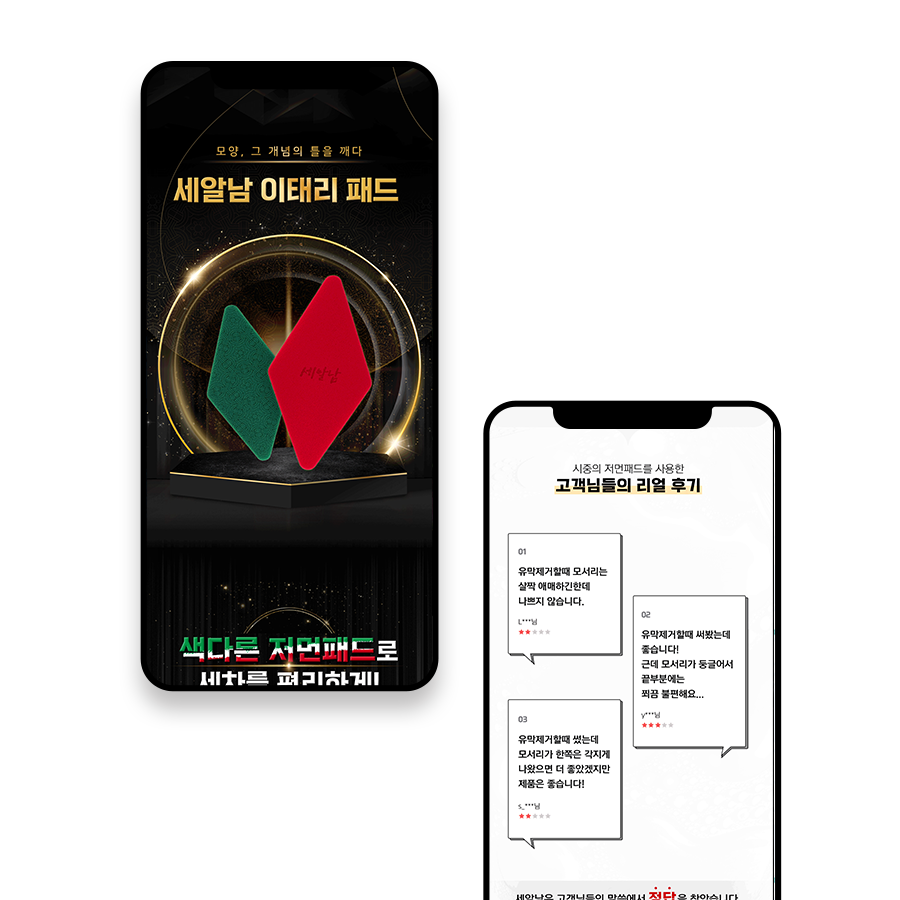 모양, 그 개념의 틀을 깨다
세알남 이태리 패드
세알남
색다른 저먼패드로
세차를 편리하게!
시중의 저먼패드를 사용한
고객님들의 리얼 후기
01
유막제거할때 모서리는
살짝 애매하긴한데
나쁘지 않습니다.
L***님
★★★★★
02
유막제거할때 써봤는데
좋습니다!
근데 모서리가 둥글어서
끝부분에는
쬐끔 불편해요...
y***님
★★★★★
03
유막제거할때 썼는데
모서리가 한쪽은 각지게
나왔으면 더 좋았겠지만
제품은 좋습니다!
s_***님
★★★★★
세알남은 고객님들의 말씀에서 정답을 찾았습니다